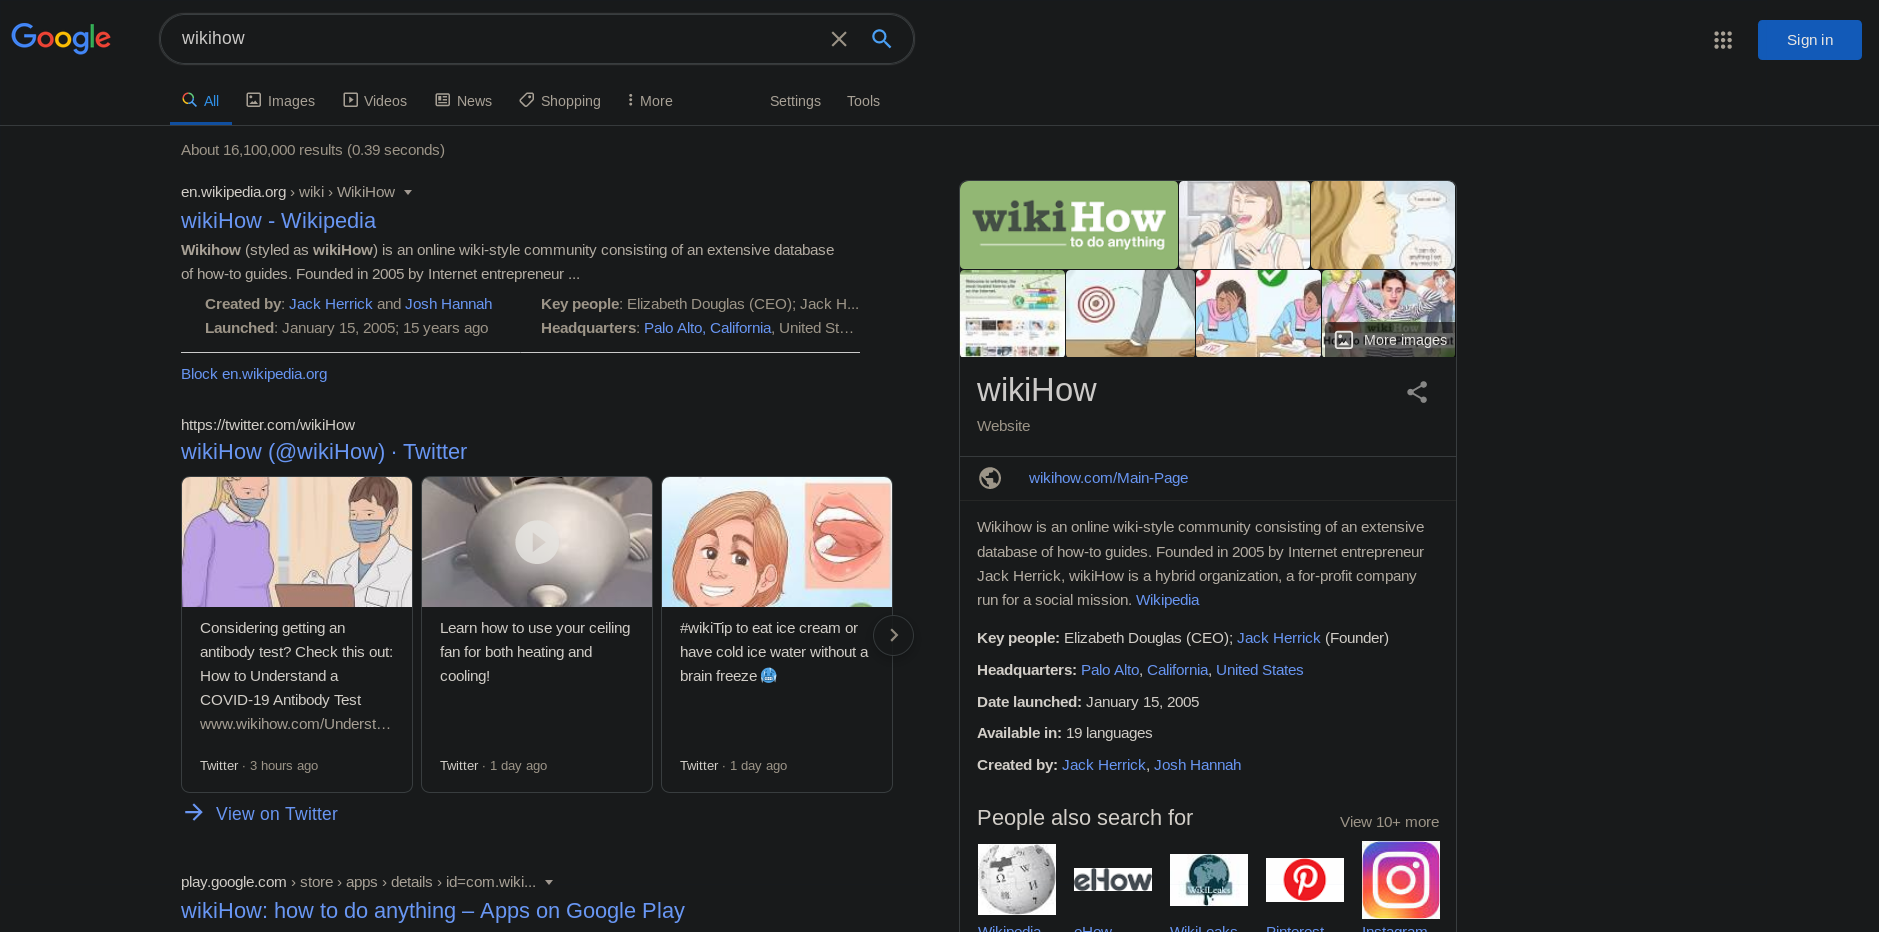 Google
wikihow
Sign in
All
Images
Videos
News
Shopping
More
Settings
Tools
About 16,100,000 results (0.39 seconds)
en.wikipedia.org › wiki › WikiHow
wikiHow - Wikipedia
Wikihow (styled as wikiHow) is an online wiki-style community consisting of an extensive database
of how-to guides. Founded in 2005 by Internet entrepreneur ...
Created by: Jack Herrick and Josh Hannah
Key people: Elizabeth Douglas (CEO); Jack H...
Launched: January 15, 2005; 15 years ago
Headquarters: Palo Alto, California, United St…
Block en.wikipedia.org
https://twitter.com/wikiHow
wikiHow (@wikiHow) · Twitter
Considering getting an
antibody test? Check this out:
How to Understand a
COVID-19 Antibody Test
www.wikihow.com/Underst…
Twitter · 3 hours ago
Learn how to use your ceiling
fan for both heating and
cooling!
Twitter · 1 day ago
#wikiTip to eat ice cream or
have cold ice water without a
brain freeze 🥶
Twitter · 1 day ago
View on Twitter
play.google.com › store › apps › details › id=com.wiki...
wikiHow: how to do anything – Apps on Google Play
wikiHow
to do anything
More images
wikiHow
Website
wikihow.com/Main-Page
Wikihow is an online wiki-style community consisting of an extensive
database of how-to guides. Founded in 2005 by Internet entrepreneur
Jack Herrick, wikiHow is a hybrid organization, a for-profit company
run for a social mission. Wikipedia
Key people: Elizabeth Douglas (CEO); Jack Herrick (Founder)
Headquarters: Palo Alto, California, United States
Date launched: January 15, 2005
Available in: 19 languages
Created by: Jack Herrick, Josh Hannah
People also search for
View 10+ more
eHow
WikiLeaks
Wikipedia
eHow
WikiLeaks
Pinterest
Instagram